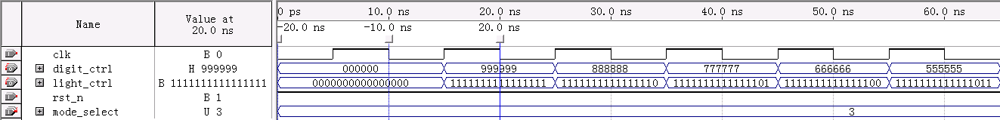 Name Value at 20.0 ns
0 ps 10.0 ns 20.0 ns 30.0 ns 40.0 ns 50.0 ns 60.0 ns
-20.0 ns -10.0 ns 20.0 ns
clk B 0
digit_ctrl H 999999 000000 999999 888888 777777 666666 555555
light_ctrl B 1111111111111111 0000000000000000 1111111111111111 1111111111111110 1111111111111101 1111111111111100 1111111111111011
rst_n B 1
mode_select U 3 3